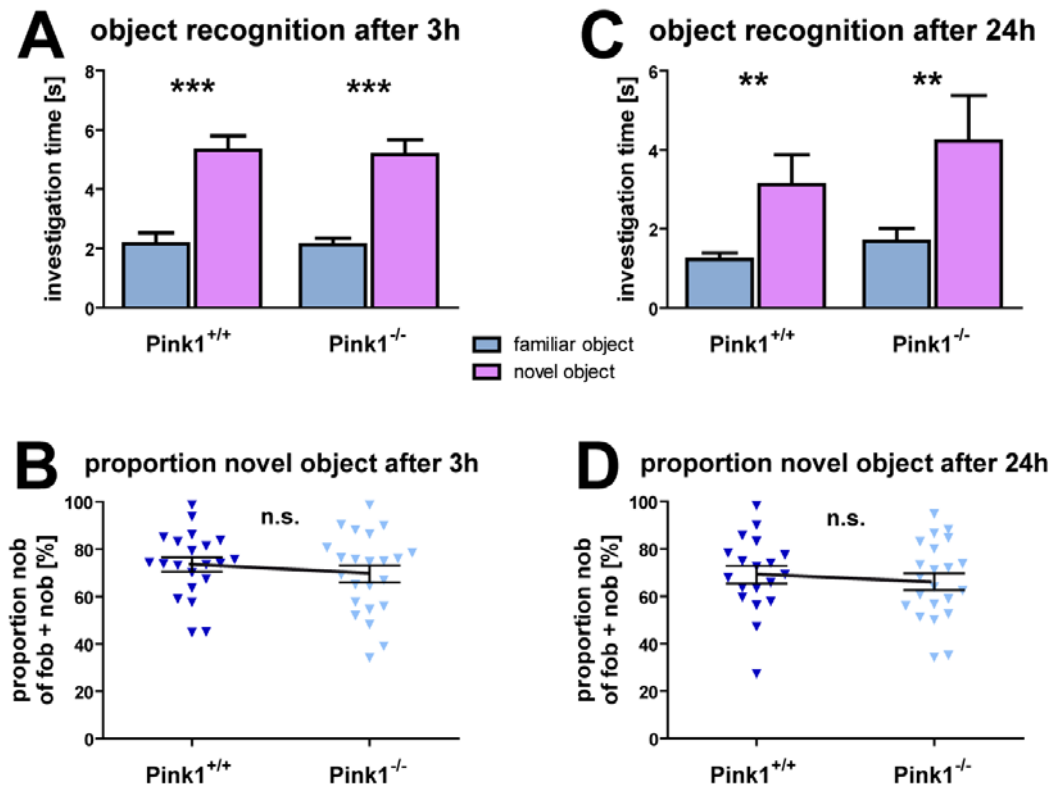 A object recognition after 3h
investigation time [s]
8
6
4
2
0
*** ***
Pink1+/+ Pink1-/-
familiar object
novel object
C object recognition after 24h
investigation time [s]
6
4
2
0
** **
Pink1+/+ Pink1-/-
B proportion novel object after 3h
proportion nob
of fob + nob [%]
100
80
60
40
20
0
n.s.
Pink1+/+ Pink1-/-
D proportion novel object after 24h
proportion nob
of fob + nob [%]
100
80
60
40
20
0
n.s.
Pink1+/+ Pink1-/-